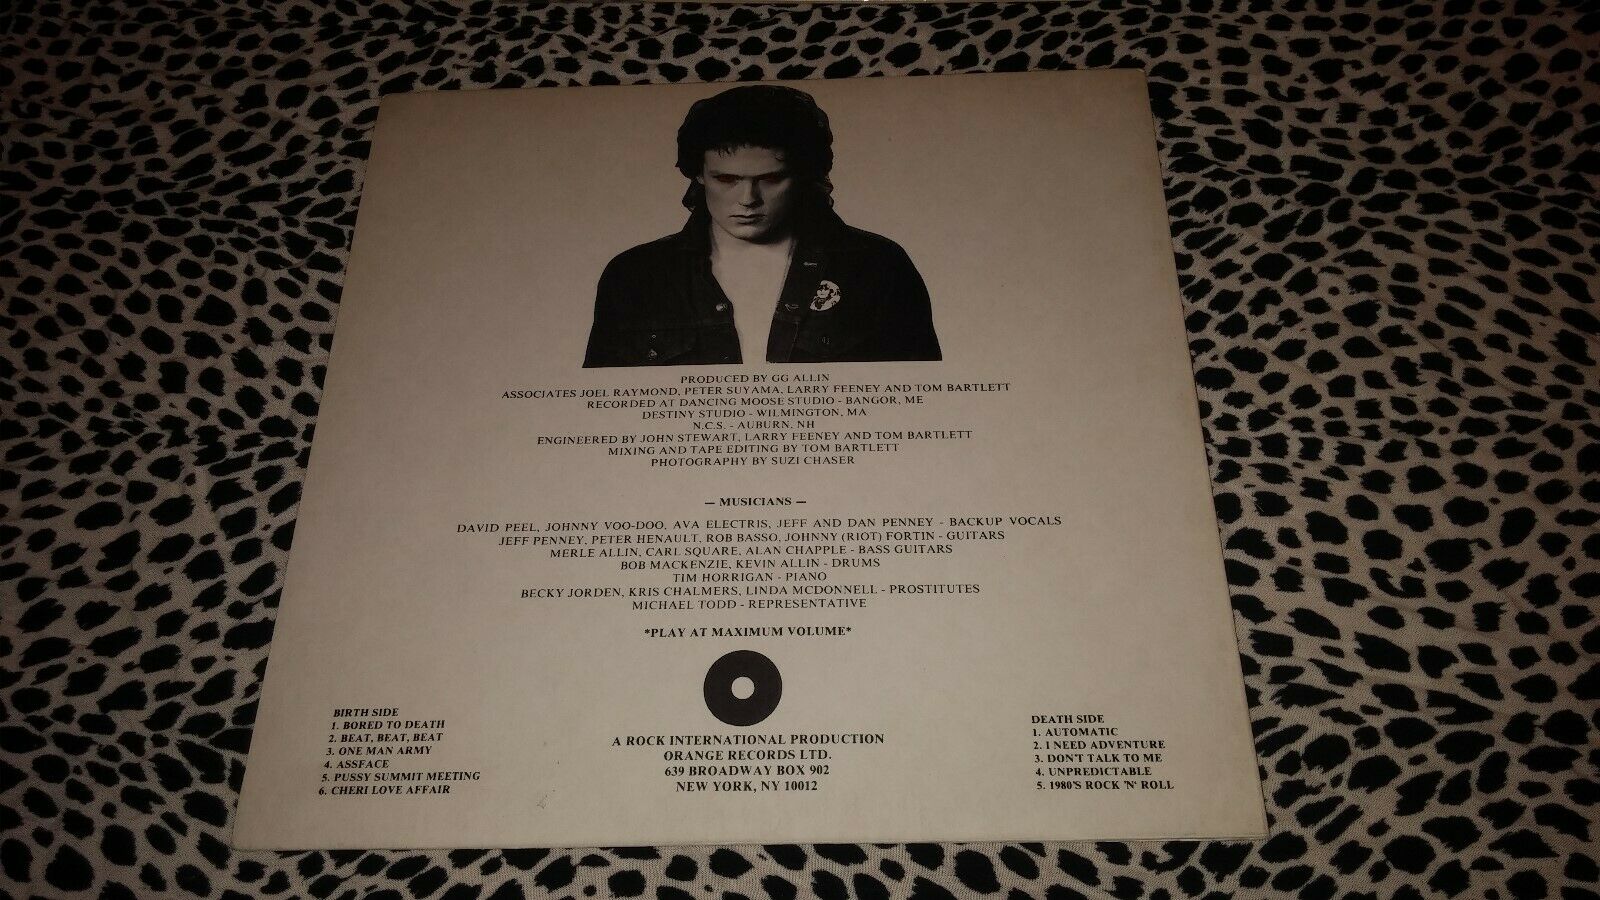 PRODUCED BY GG ALLIN
ASSOCIATES JOEL RAYMOND, PETER SUYAMA, LARRY FEENEY AND TOM BARTLETT
RECORDED AT DANCING MOOSE STUDIO - BANGOR, ME
DESTINY STUDIO - WILMINGTON, MA
N.C.S. - AUBURN, NH
ENGINEERED BY JOHN STEWART, LARRY FEENEY AND TOM BARTLETT
MIXING AND TAPE EDITING BY TOM BARTLETT
PHOTOGRAPHY BY SUZI CHASER
— MUSICIANS —
DAVID PEEL, JOHNNY VOO-DOO, AVA ELECTRIS, JEFF AND DAN PENNEY - BACKUP VOCALS
JEFF PENNEY, PETER HENAULT, ROB BASSO, JOHNNY (RIOT) FORTIN - GUITARS
MERLE ALLIN, CARL SQUARE, ALAN CHAPPLE - BASS GUITARS
BOB MACKENZIE, KEVIN ALLIN - DRUMS
TIM HORRIGAN - PIANO
BECKY JORDEN, KRIS CHALMERS, LINDA MCDONNELL - PROSTITUTES
MICHAEL TODD - REPRESENTATIVE
*PLAY AT MAXIMUM VOLUME*
BIRTH SIDE
1. BORED TO DEATH
2. BEAT, BEAT, BEAT
3. ONE MAN ARMY
4. ASSFACE
5. PUSSY SUMMIT MEETING
6. CHERI LOVE AFFAIR
A ROCK INTERNATIONAL PRODUCTION
ORANGE RECORDS LTD.
639 BROADWAY BOX 902
NEW YORK, NY 10012
DEATH SIDE
1. AUTOMATIC
2. I NEED ADVENTURE
3. DON'T TALK TO ME
4. UNPREDICTABLE
5. 1980'S ROCK 'N' ROLL